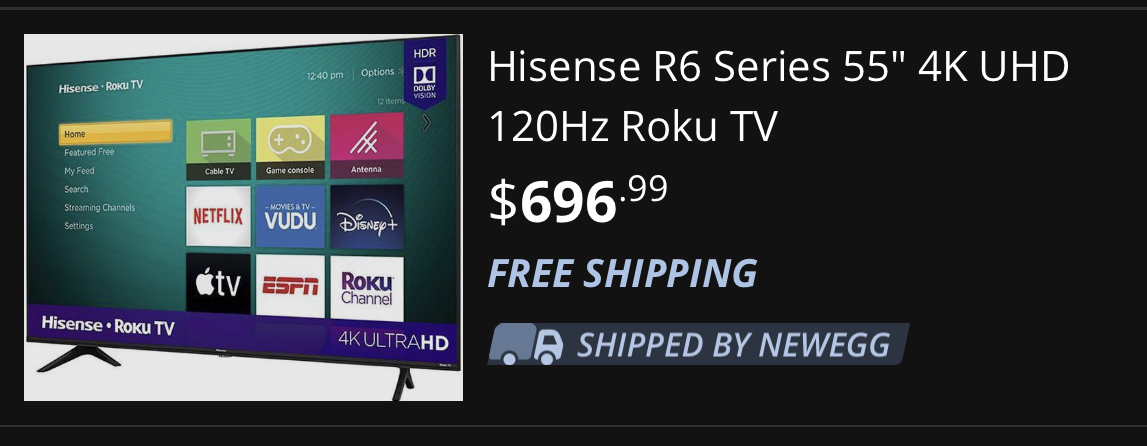 HDR
DOLBY
VISION
Hisense • Roku TV
12:40 pm | Options
12 Items
Home
Featured Free
My Feed
Search
Streaming Channels
Settings
Cable TV
Game console
Antenna
NETFLIX
– MOVIES & TV –
VUDU
Disney+
tv
ESPN
Roku
Channel
Hisense • Roku TV
4K ULTRAHD
Hisense R6 Series 55" 4K UHD
120Hz Roku TV
$696.99
FREE SHIPPING
SHIPPED BY NEWEGG